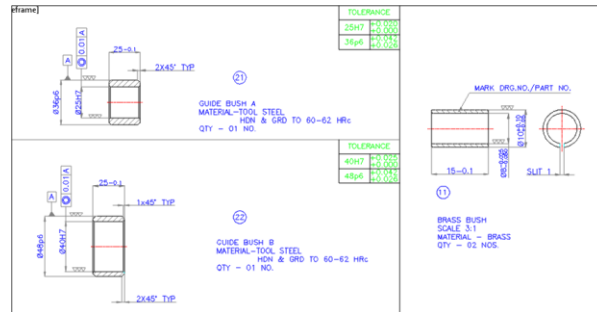 eframe]
TOLERANCE
25H7 +0.020 +0.000
36p6 +0.042 +0.026
⌾ 0.01 A
A
25-0.1
2X45° TYP
Ø36p6
Ø25H7
21
GUIDE BUSH A
MATERIAL-TOOL STEEL
HDN & GRD TO 60-62 HRc
QTY - 01 NO.
TOLERANCE
40H7 +0.025 +0.000
48p6 +0.042 +0.026
⌾ 0.01 A
A
25-0.1
1x45° TYP
Ø48p6
Ø40H7
2X45° TYP
22
GUIDE BUSH B
MATERIAL-TOOL STEEL
HDN & GRD TO 60-62 HRc
QTY - 01 NO.
MARK DRG.NO./PART NO.
15-0.1
SLIT 1
11
BRASS BUSH
SCALE 3:1
MATERIAL - BRASS
QTY - 02 NOS.